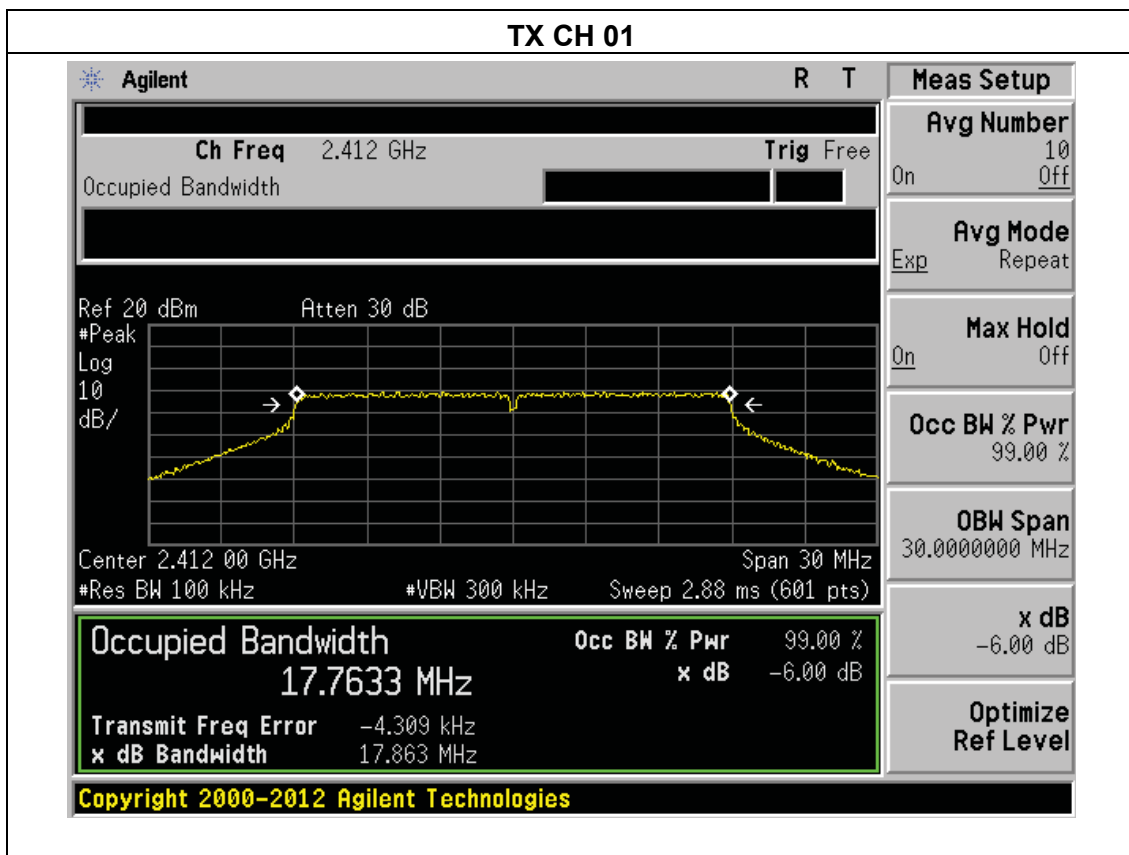 TX CH 01
Agilent R T
Meas Setup
Ch Freq 2.412 GHz Trig Free
Occupied Bandwidth
Ref 20 dBm Atten 30 dB
#Peak
Log
10
dB/
Center 2.412 00 GHz Span 30 MHz
#Res BW 100 kHz #VBW 300 kHz Sweep 2.88 ms (601 pts)
Occupied Bandwidth
17.7633 MHz
Occ BW % Pwr 99.00 %
x dB -6.00 dB
Transmit Freq Error -4.309 kHz
x dB Bandwidth 17.863 MHz
Avg Number
10
On Off
Avg Mode
Exp Repeat
Max Hold
On Off
Occ BW % Pwr
99.00 %
OBW Span
30.0000000 MHz
x dB
-6.00 dB
Optimize
Ref Level
Copyright 2000-2012 Agilent Technologies